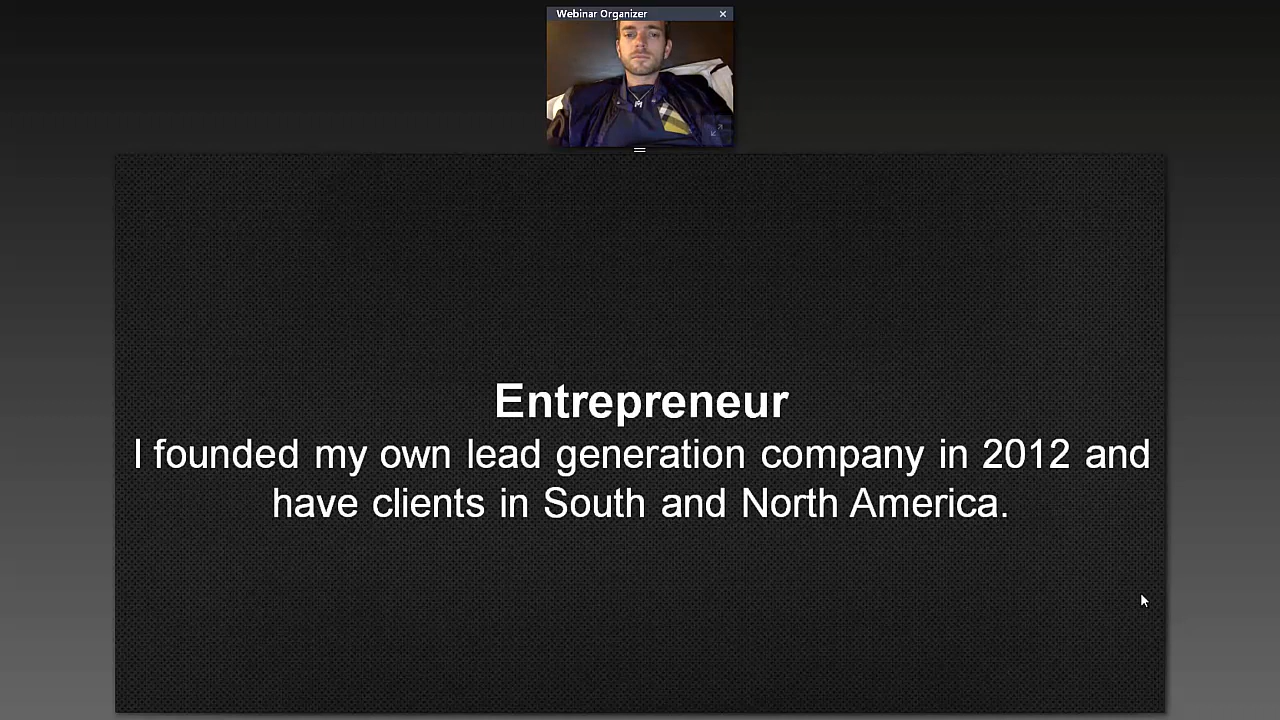 Webinar Organizer
Entrepreneur
I founded my own lead generation company in 2012 and
have clients in South and North America.